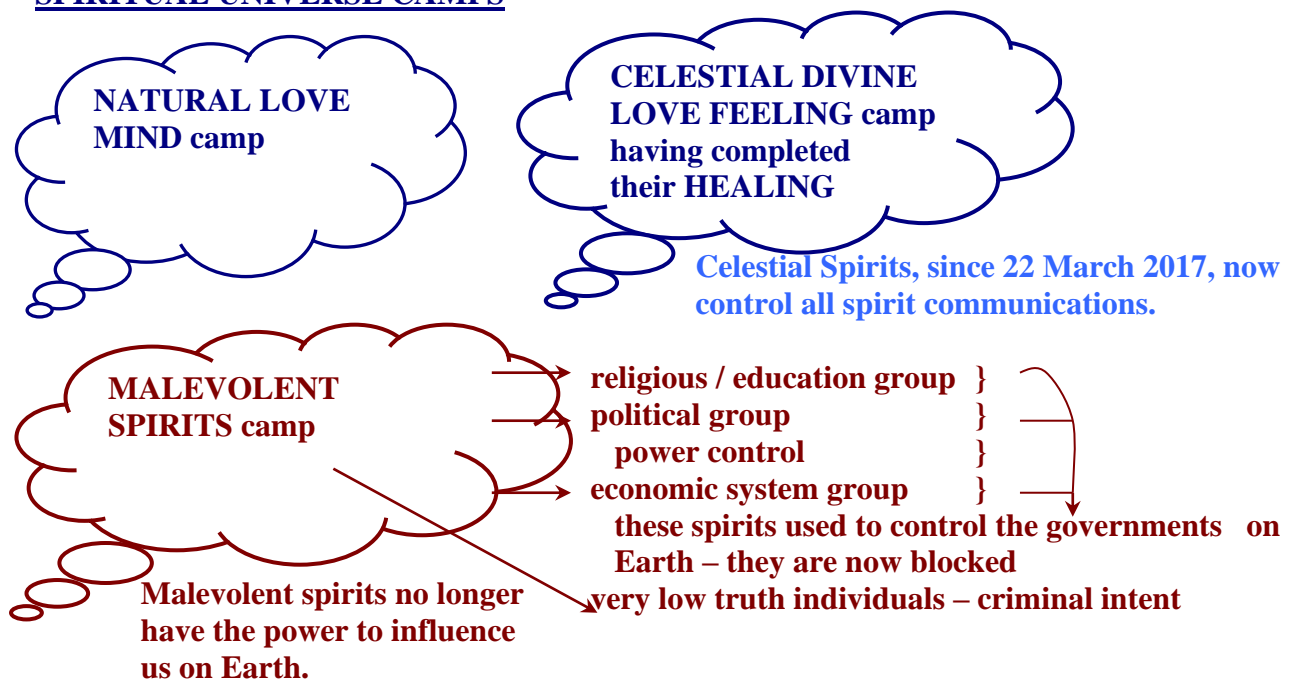 SPIRITUAL UNIVERSE CAMPS
NATURAL LOVE
MIND camp
CELESTIAL DIVINE
LOVE FEELING camp
having completed
their HEALING
Celestial Spirits, since 22 March 2017, now
control all spirit communications.
MALEVOLENT
SPIRITS camp
religious / education group }
political group }
power control }
economic system group }
these spirits used to control the governments on
Earth – they are now blocked
very low truth individuals – criminal intent
Malevolent spirits no longer
have the power to influence
us on Earth.